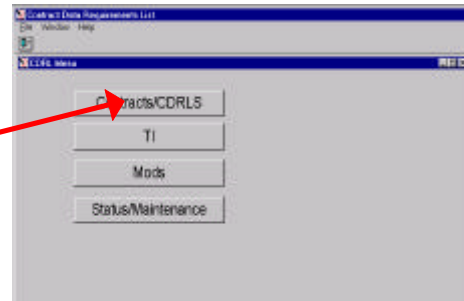 Contract Data Requirements List
File Window Help
CDRL Menu
Contracts/CDRLS
TI
Mods
Status/Maintenance